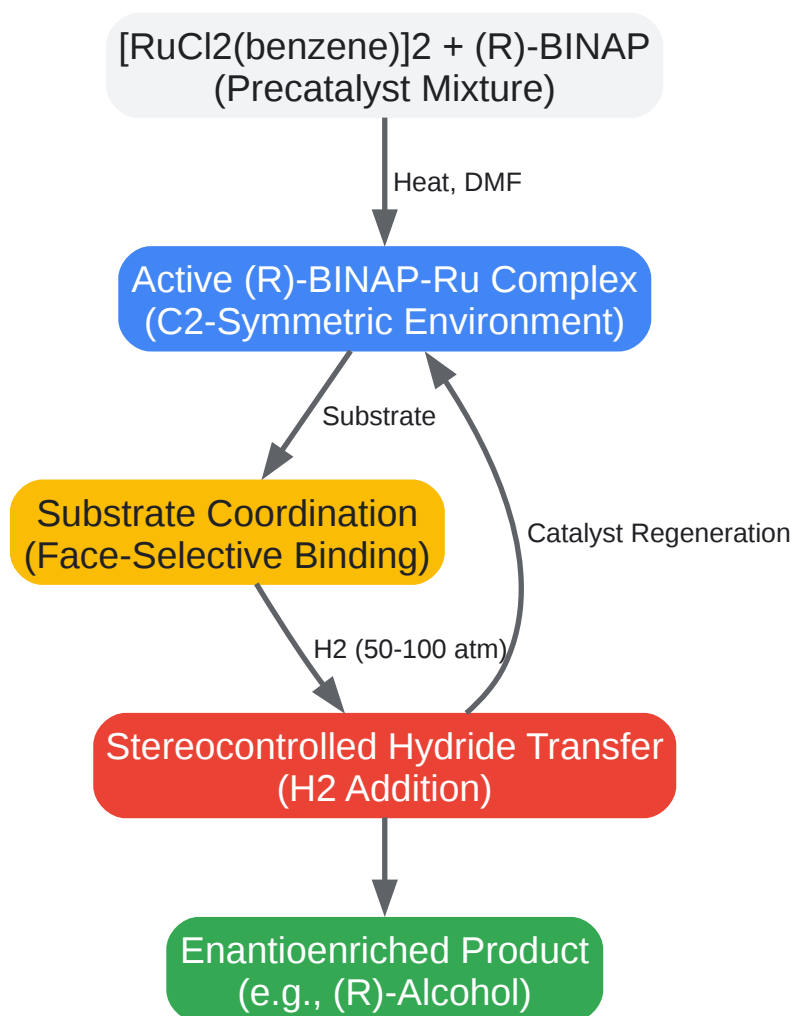 [RuCl2(benzene)]2 + (R)-BINAP
(Precatalyst Mixture)
Heat, DMF
Active (R)-BINAP-Ru Complex
(C2-Symmetric Environment)
Substrate
Substrate Coordination
(Face-Selective Binding)
Catalyst Regeneration
H2 (50-100 atm)
Stereocontrolled Hydride Transfer
(H2 Addition)
Enantioenriched Product
(e.g., (R)-Alcohol)